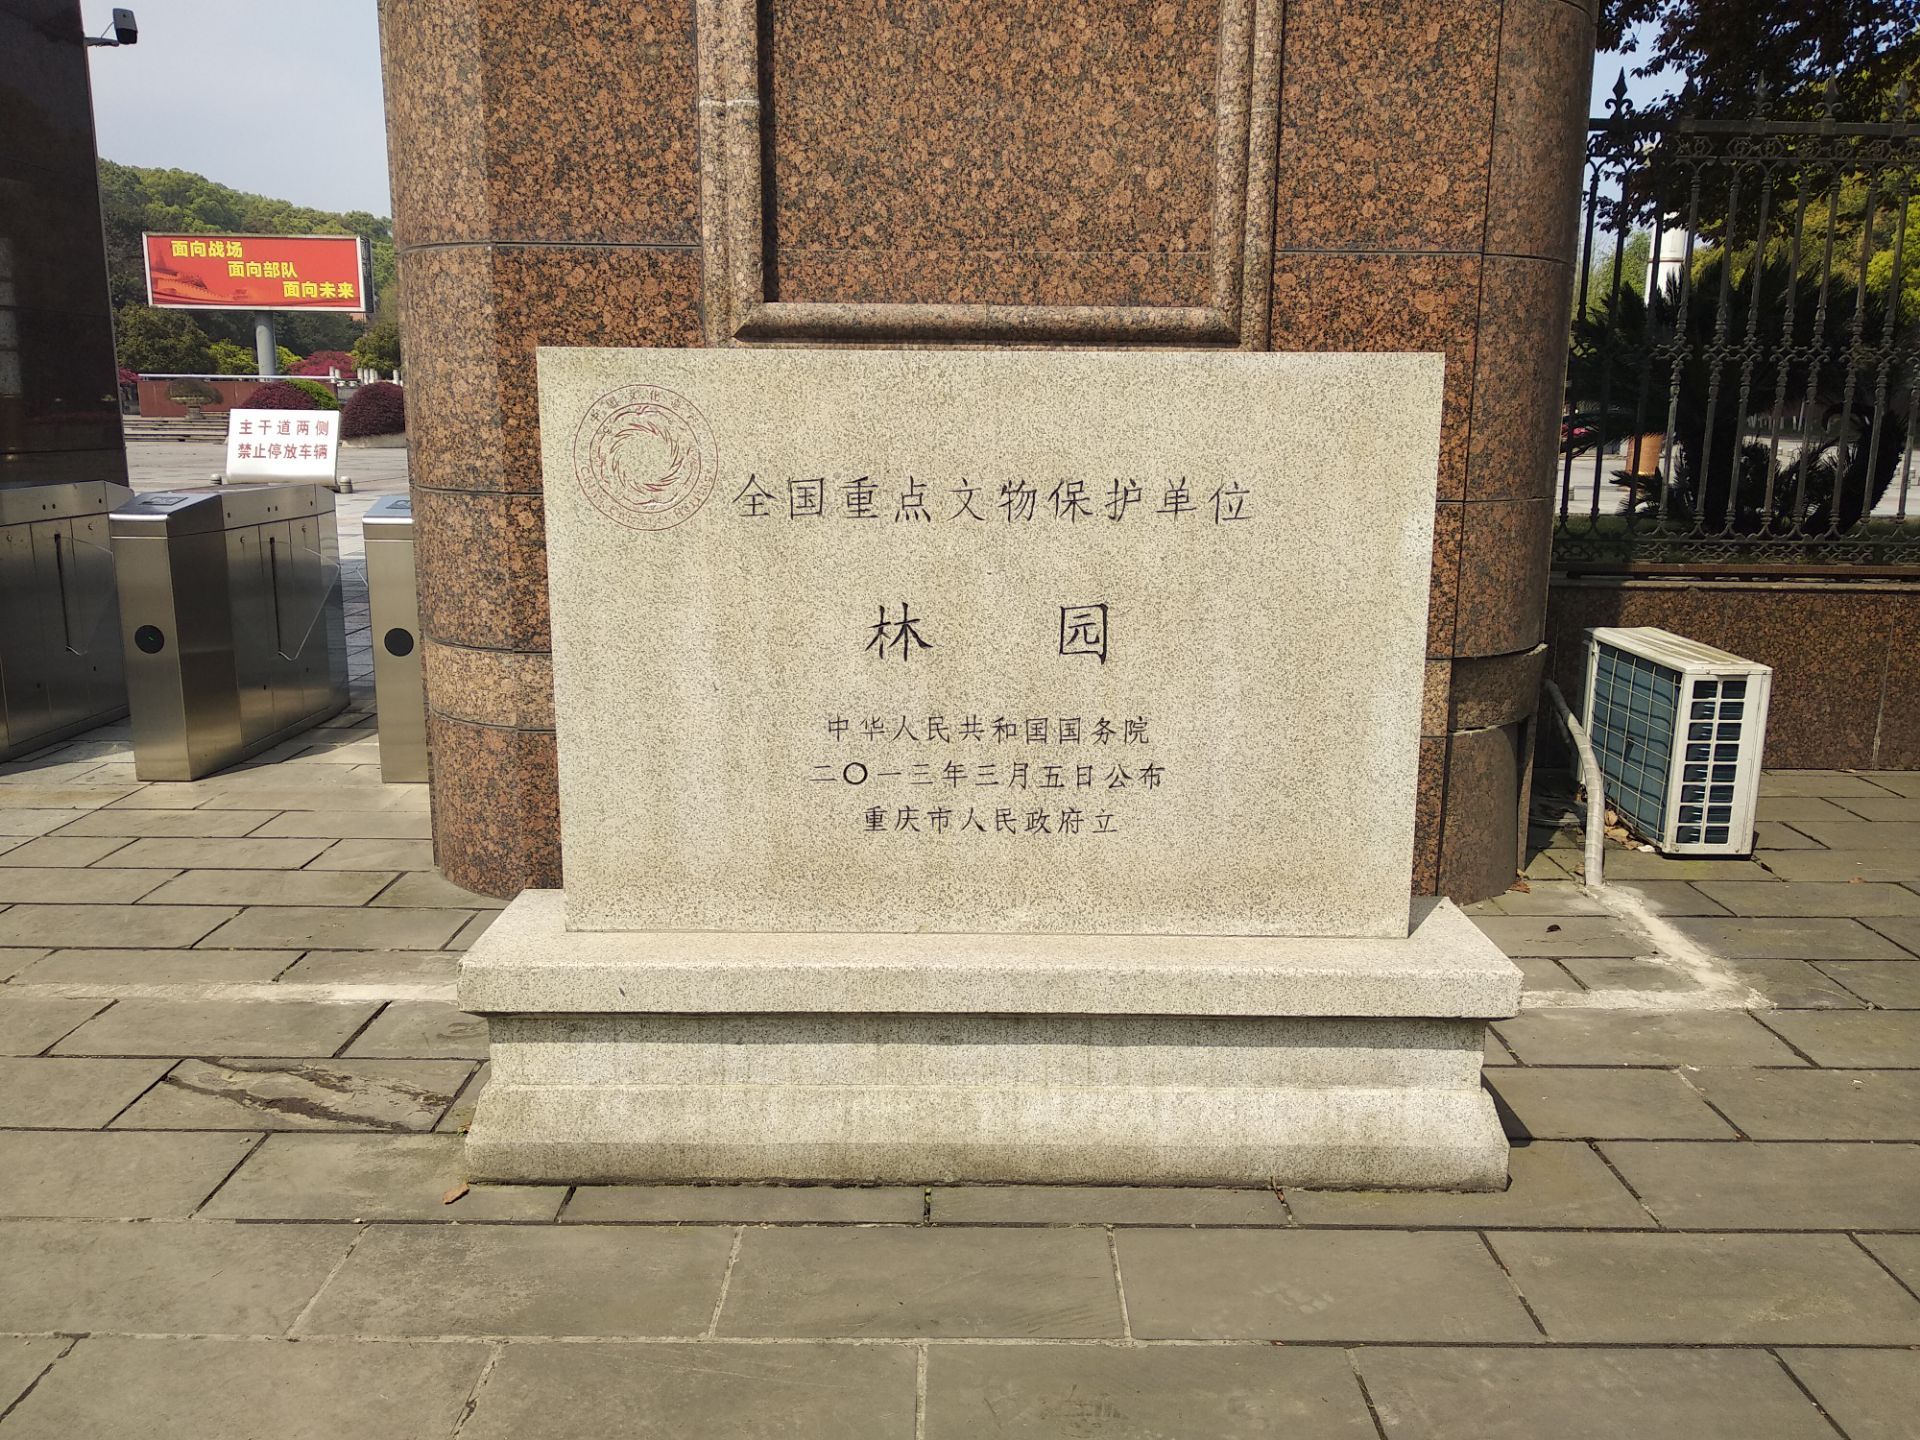 面向战场
面向部队
面向未来
主干道两侧
禁止停放车辆
全国重点文物保护单位
林园
中华人民共和国国务院
二〇一三年三月五日公布
重庆市人民政府立